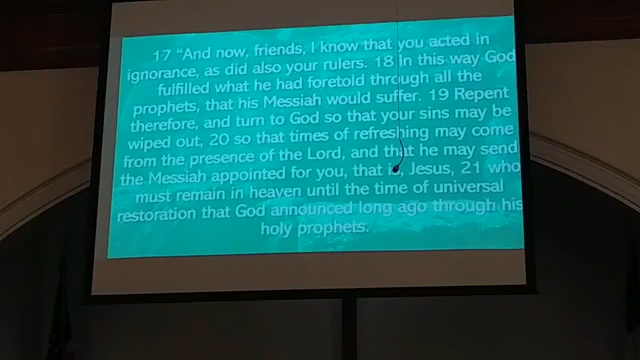 17 "And now, friends, I know that you acted in
ignorance, as did also your rulers. 18 In this way God
fulfilled what he had foretold through all the
prophets, that his Messiah would suffer. 19 Repent
therefore, and turn to God so that your sins may be
wiped out, 20 so that times of refreshing may come
from the presence of the Lord, and that he may send
the Messiah appointed for you, that is, Jesus, 21 who
must remain in heaven until the time of universal
restoration that God announced long ago through his
holy prophets.